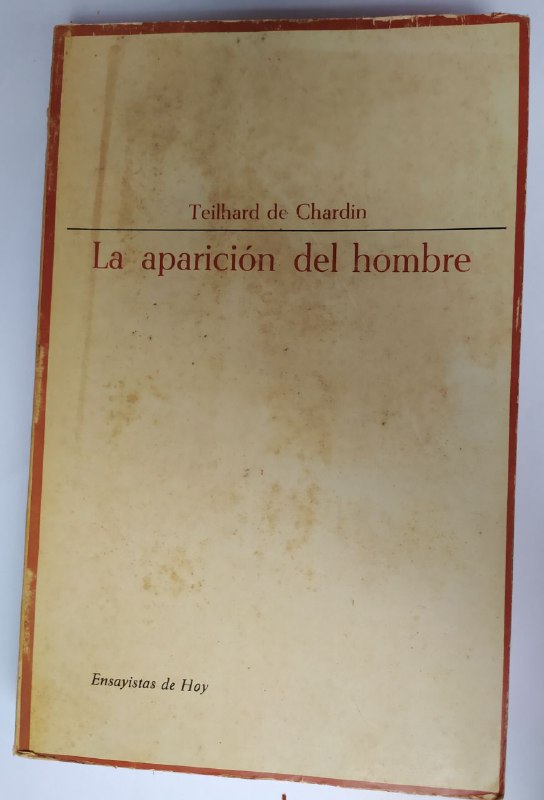 Teilhard de Chardin
La aparición del hombre
Ensayistas de Hoy